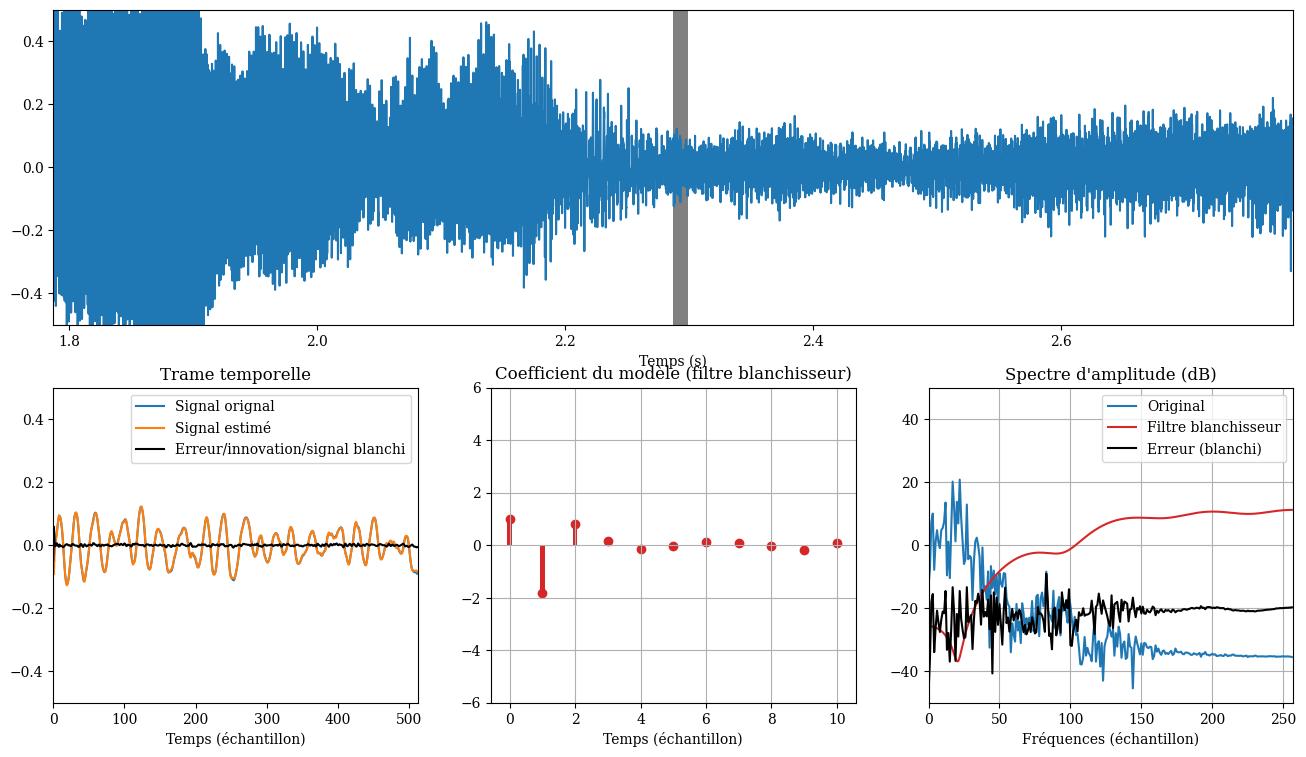 0.4
0.2
0.0
−0.2
−0.4
1.8 2.0 2.2 2.4 2.6
Temps (s)
Trame temporelle
Signal orignal
Signal estimé
Erreur/innovation/signal blanchi
0.4
0.2
0.0
−0.2
−0.4
0 100 200 300 400 500
Temps (échantillon)
Coefficient du modèle (filtre blanchisseur)
6
4
2
0
−2
−4
−6
0 2 4 6 8 10
Temps (échantillon)
Spectre d'amplitude (dB)
Original
Filtre blanchisseur
Erreur (blanchi)
40
20
0
−20
−40
0 50 100 150 200 250
Fréquences (échantillon)